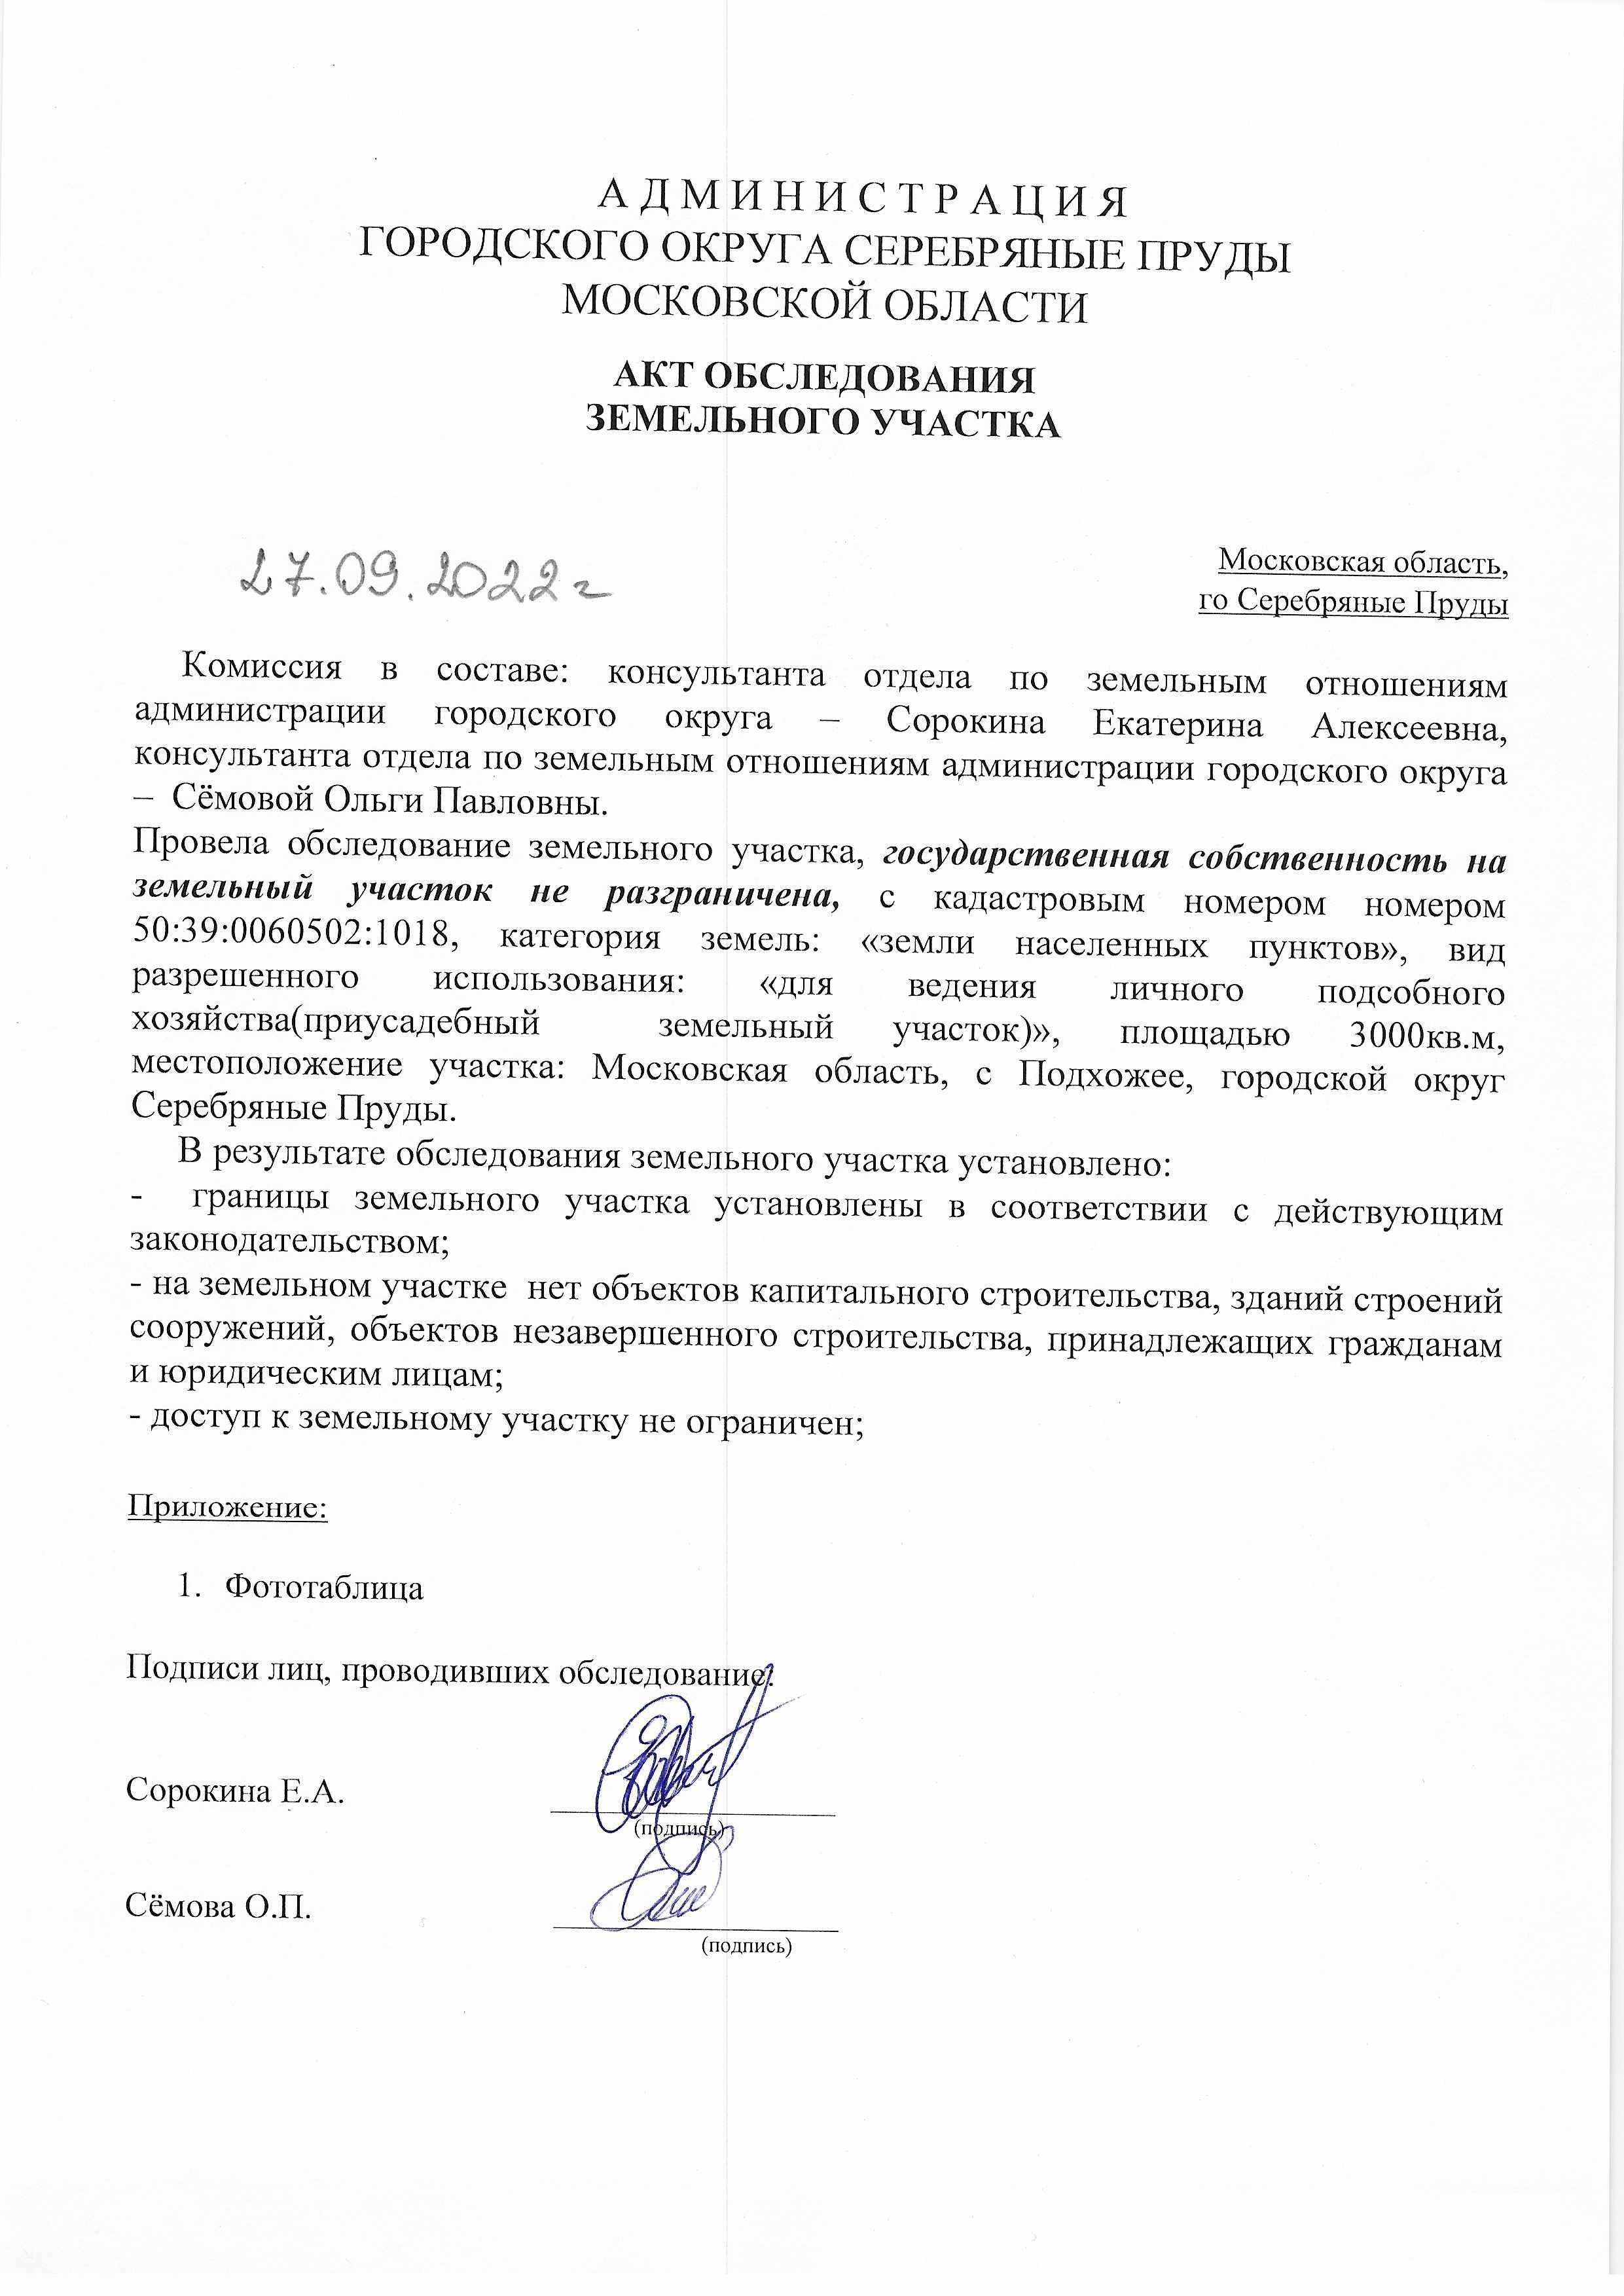 А Д М И Н И С Т Р А Ц И Я
ГОРОДСКОГО ОКРУГА СЕРЕБРЯНЫЕ ПРУДЫ
МОСКОВСКОЙ ОБЛАСТИ
АКТ ОБСЛЕДОВАНИЯ
ЗЕМЕЛЬНОГО УЧАСТКА
27.09.2022 г
Московская область,
го Серебряные Пруды
Комиссия в составе: консультанта отдела по земельным отношениям
администрации городского округа – Сорокина Екатерина Алексеевна,
консультанта отдела по земельным отношениям администрации городского округа
– Сёмовой Ольги Павловны.
Провела обследование земельного участка, государственная собственность на
земельный участок не разграничена, с кадастровым номером номером
50:39:0060502:1018, категория земель: «земли населенных пунктов», вид
разрешенного использования: «для ведения личного подсобного
хозяйства(приусадебный земельный участок)», площадью 3000кв.м,
местоположение участка: Московская область, с Подхожее, городской округ
Серебряные Пруды.
В результате обследования земельного участка установлено:
- границы земельного участка установлены в соответствии с действующим
законодательством;
- на земельном участке нет объектов капитального строительства, зданий строений
сооружений, объектов незавершенного строительства, принадлежащих гражданам
и юридическим лицам;
- доступ к земельному участку не ограничен;
Приложение:
1. Фототаблица
Подписи лиц, проводивших обследование:
Сорокина Е.А.
(подпись)
Сёмова О.П.
(подпись)